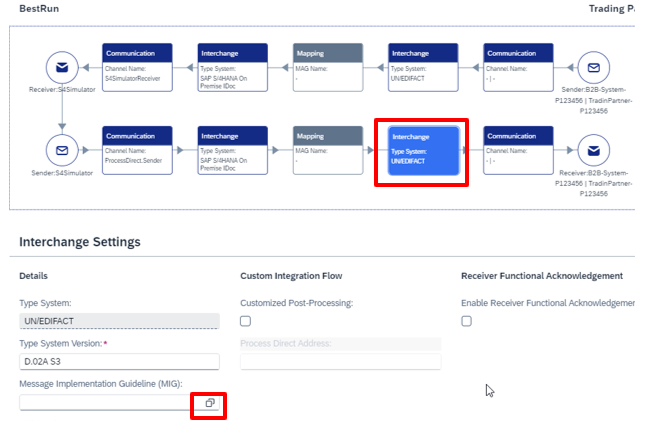 BestRun
Trading Pa
Communication
Channel Name:
S4SimulatorReceiver
Interchange
Type System:
SAP S/4HANA On
Premise IDoc
Mapping
MAG Name:
-
Interchange
Type System:
UN/EDIFACT
Communication
Channel Name:
- | -
Receiver:S4Simulator
Sender:B2B-System-
P123456 | TradinPartner-
P123456
Communication
Channel Name:
ProcessDirect.Sender
Interchange
Type System:
SAP S/4HANA On
Premise IDoc
Mapping
MAG Name:
-
Interchange
Type System:
UN/EDIFACT
Communication
Channel Name:
- | -
Sender:S4Simulator
Receiver:B2B-System-
P123456 | TradinPartner-
P123456
Interchange Settings
Details
Custom Integration Flow
Receiver Functional Acknowledgement
Type System:
Customized Post-Processing:
Enable Receiver Functional Acknowledgemer
UN/EDIFACT
Type System Version:*
Process Direct Address:
D.02A S3
Message Implementation Guideline (MIG):